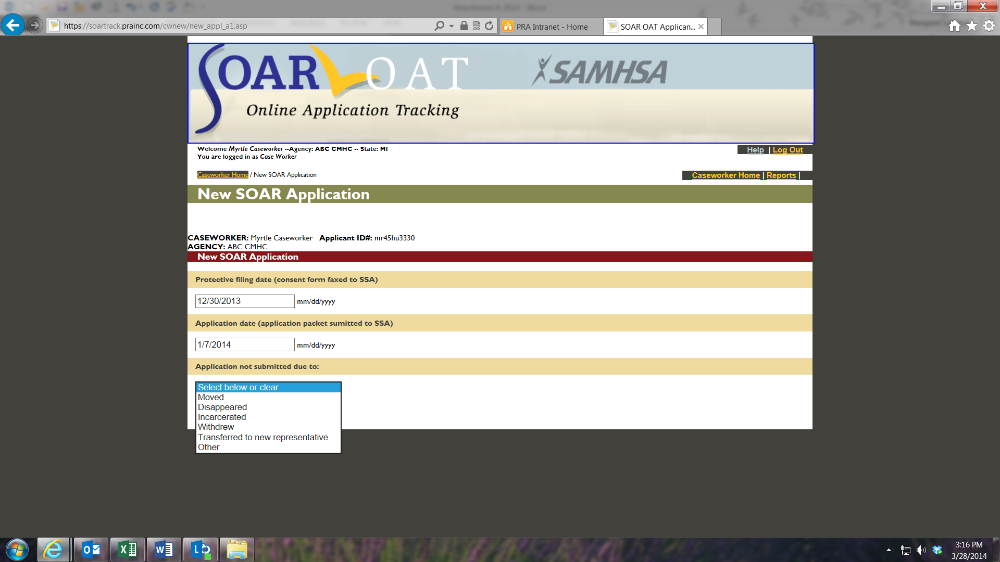 Attachment A 2014 - Word
https://soartrack.prainc.com/cwnew/new_appl_a1.asp
PRA Intranet - Home
SOAR OAT Applican...
SOAR OAT
SAMHSA
Online Application Tracking
Welcome Myrtle Caseworker --Agency: ABC CMHC -- State: MI
You are logged in as Case Worker
Help | Log Out
Caseworker Home / New SOAR Application
Caseworker Home | Reports |
New SOAR Application
CASEWORKER: Myrtle Caseworker Applicant ID#: mr45hu3330
AGENCY: ABC CMHC
New SOAR Application
Protective filing date (consent form faxed to SSA)
12/30/2013 mm/dd/yyyy
Application date (application packet sumitted to SSA)
1/7/2014 mm/dd/yyyy
Application not submitted due to:
Select below or clear
Moved
Disappeared
Incarcerated
Withdrew
Transferred to new representative
Other
3:16 PM
3/28/2014